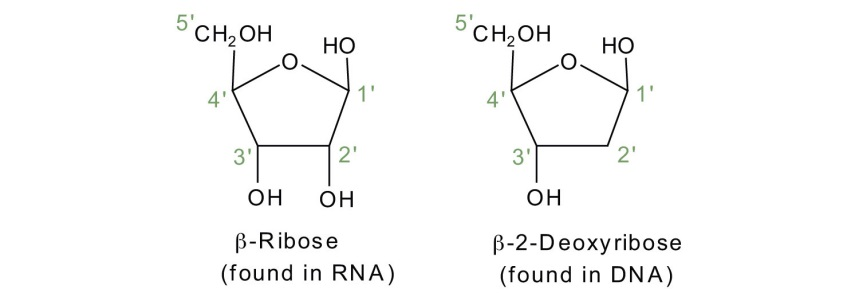 5'
CH2OH
HO
O
4'
1'
3'
2'
OH
OH
β-Ribose
(found in RNA)
5'
CH2OH
HO
O
4'
1'
3'
2'
OH
β-2-Deoxyribose
(found in DNA)